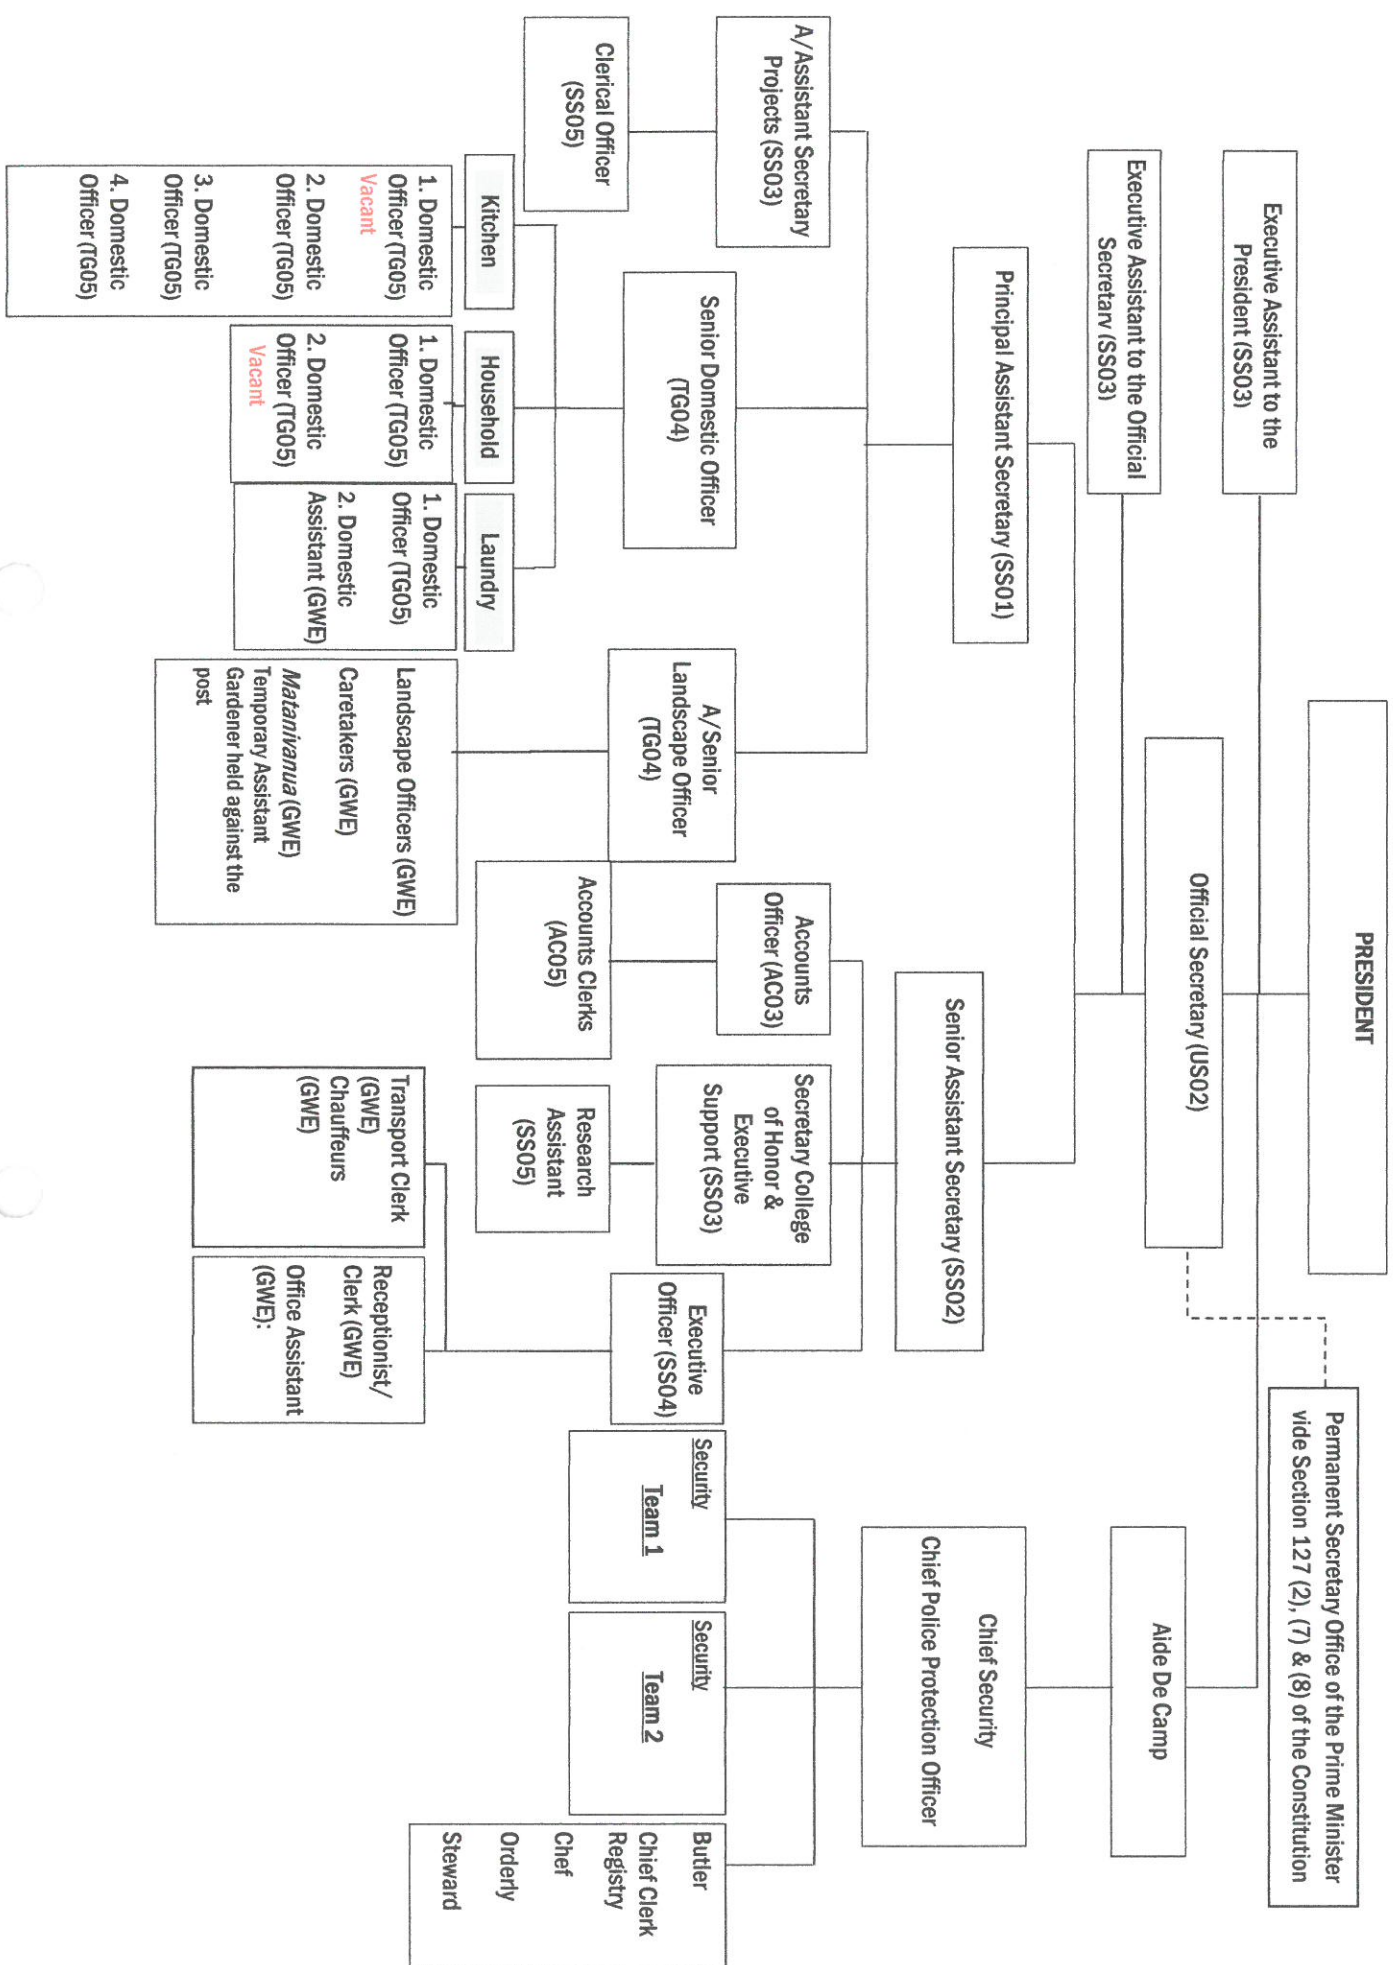 PRESIDENT
Executive Assistant to the
President (SS03)
Permanent Secretary Office of the Prime Minister
vide Section 127 (2), (7) & (8) of the Constitution
Official Secretary (US02)
Aide De Camp
Executive Assistant to the Official
Secretary (SS03)
Principal Assistant Secretary (SS01)
Senior Assistant Secretary (SS02)
Chief Security
Chief Police Protection Officer
A/Assistant Secretary
Projects (SS03)
Senior Domestic Officer
(TG04)
A/Senior
Landscape Officer
(TG04)
Accounts
Officer (AC03)
Secretary College
of Honor &
Executive
Support (SS03)
Executive
Officer (SS04)
Security
Team 1
Security
Team 2
Butler
Chief Clerk
Registry
Chef
Orderly
Steward
Clerical Officer
(SS05)
Accounts Clerks
(AC05)
Research
Assistant
(SS05)
Kitchen
Household
Laundry
1. Domestic
Officer (TG05)
Vacant
2. Domestic
Officer (TG05)
3. Domestic
Officer (TG05)
4. Domestic
Officer (TG05)
1. Domestic
Officer (TG05)
2. Domestic
Officer (TG05)
Vacant
1. Domestic
Officer (TG05)
2. Domestic
Assistant (GWE)
Landscape Officers (GWE)
Caretakers (GWE)
Matanivanua (GWE)
Temporary Assistant
Gardener held against the
post
Transport Clerk
(GWE)
Chauffeurs
(GWE)
Receptionist/
Clerk (GWE)
Office Assistant
(GWE):